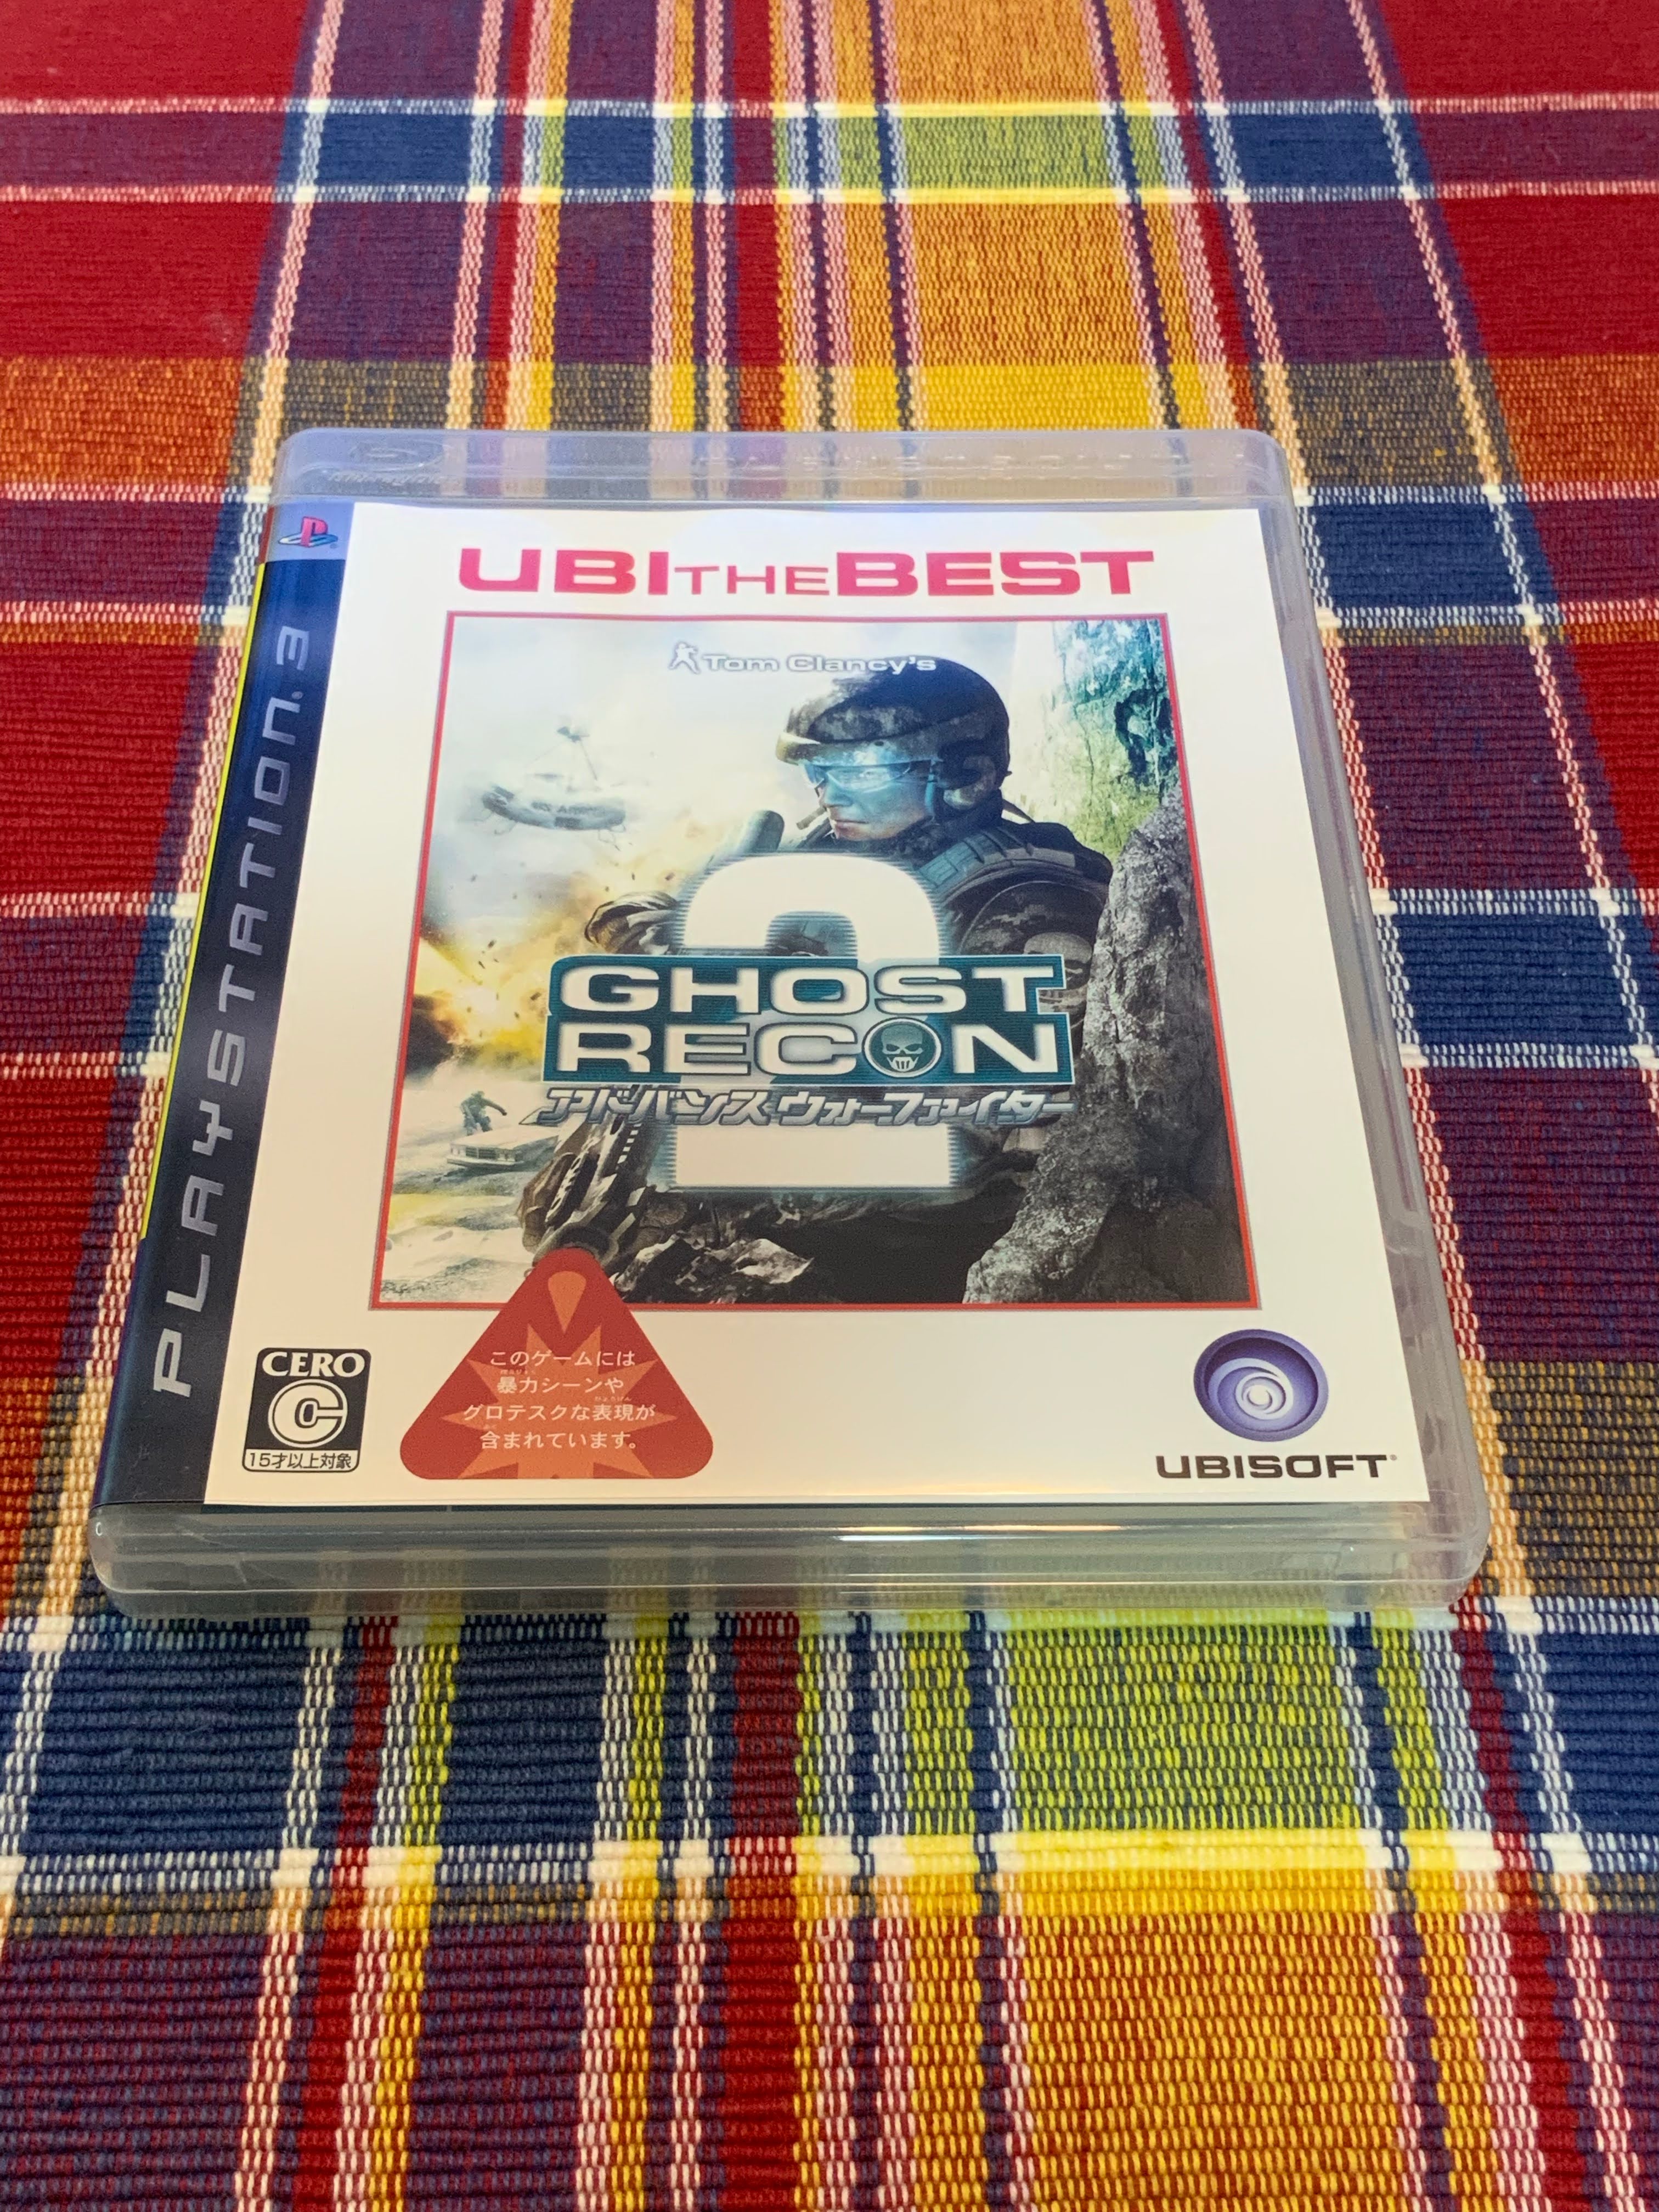 PLAYSTATION®3
UBI THE BEST
Tom Clancy's
2
GHOST
RECON
アドバンス ウォーファイター
CERO
C
15才以上対象
このゲームには
暴力シーンや
グロテスクな表現が
含まれています。
UBISOFT